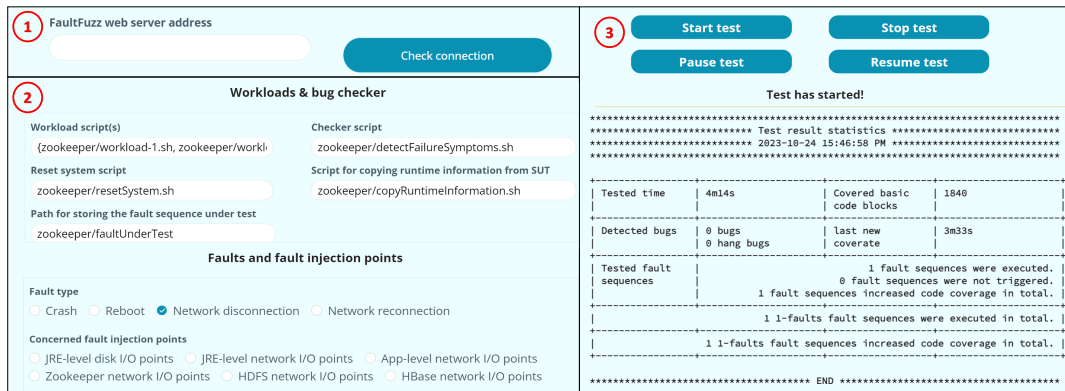 1
FaultFuzz web server address
Check connection
2
Workloads & bug checker
Workload script(s)
Checker script
{zookeeper/workload-1.sh, zookeeper/workl
zookeeper/detectFailureSymptoms.sh
Reset system script
Script for copying runtime information from SUT
zookeeper/resetSystem.sh
zookeeper/copyRuntimeInformation.sh
Path for storing the fault sequence under test
zookeeper/faultUnderTest
Faults and fault injection points
Fault type
Crash Reboot Network disconnection Network reconnection
Concerned fault injection points
JRE-level disk I/O points JRE-level network I/O points App-level network I/O points
Zookeeper network I/O points HDFS network I/O points HBase network I/O points
3
Start test Stop test
Pause test Resume test
Test has started!
*********************************************************************
**************************** Test result statistics *****************************
**************************** 2023-10-24 15:46:58 PM *****************************
*********************************************************************
+---------------+-------------------+----------------+-------------------+
| Tested time | 4m14s | Covered basic | 1840 |
| | | code blocks | |
+---------------+-------------------+----------------+-------------------+
| Detected bugs | 0 bugs | last new | 3m33s |
| | 0 hang bugs | coverate | |
+---------------+-------------------+----------------+-------------------+
| Tested fault | 1 fault sequences were executed. |
| sequences | 0 fault sequences were not triggered. |
| | 1 fault sequences increased code coverage in total. |
+---------------+-------------------+----------------+-------------------+
| 1 1-faults fault sequences were executed in total. |
+---------------+-------------------+----------------+-------------------+
| 1 1-faults fault sequences increased code coverage in total. |
+---------------+-------------------+----------------+-------------------+
************************************ END ************************************